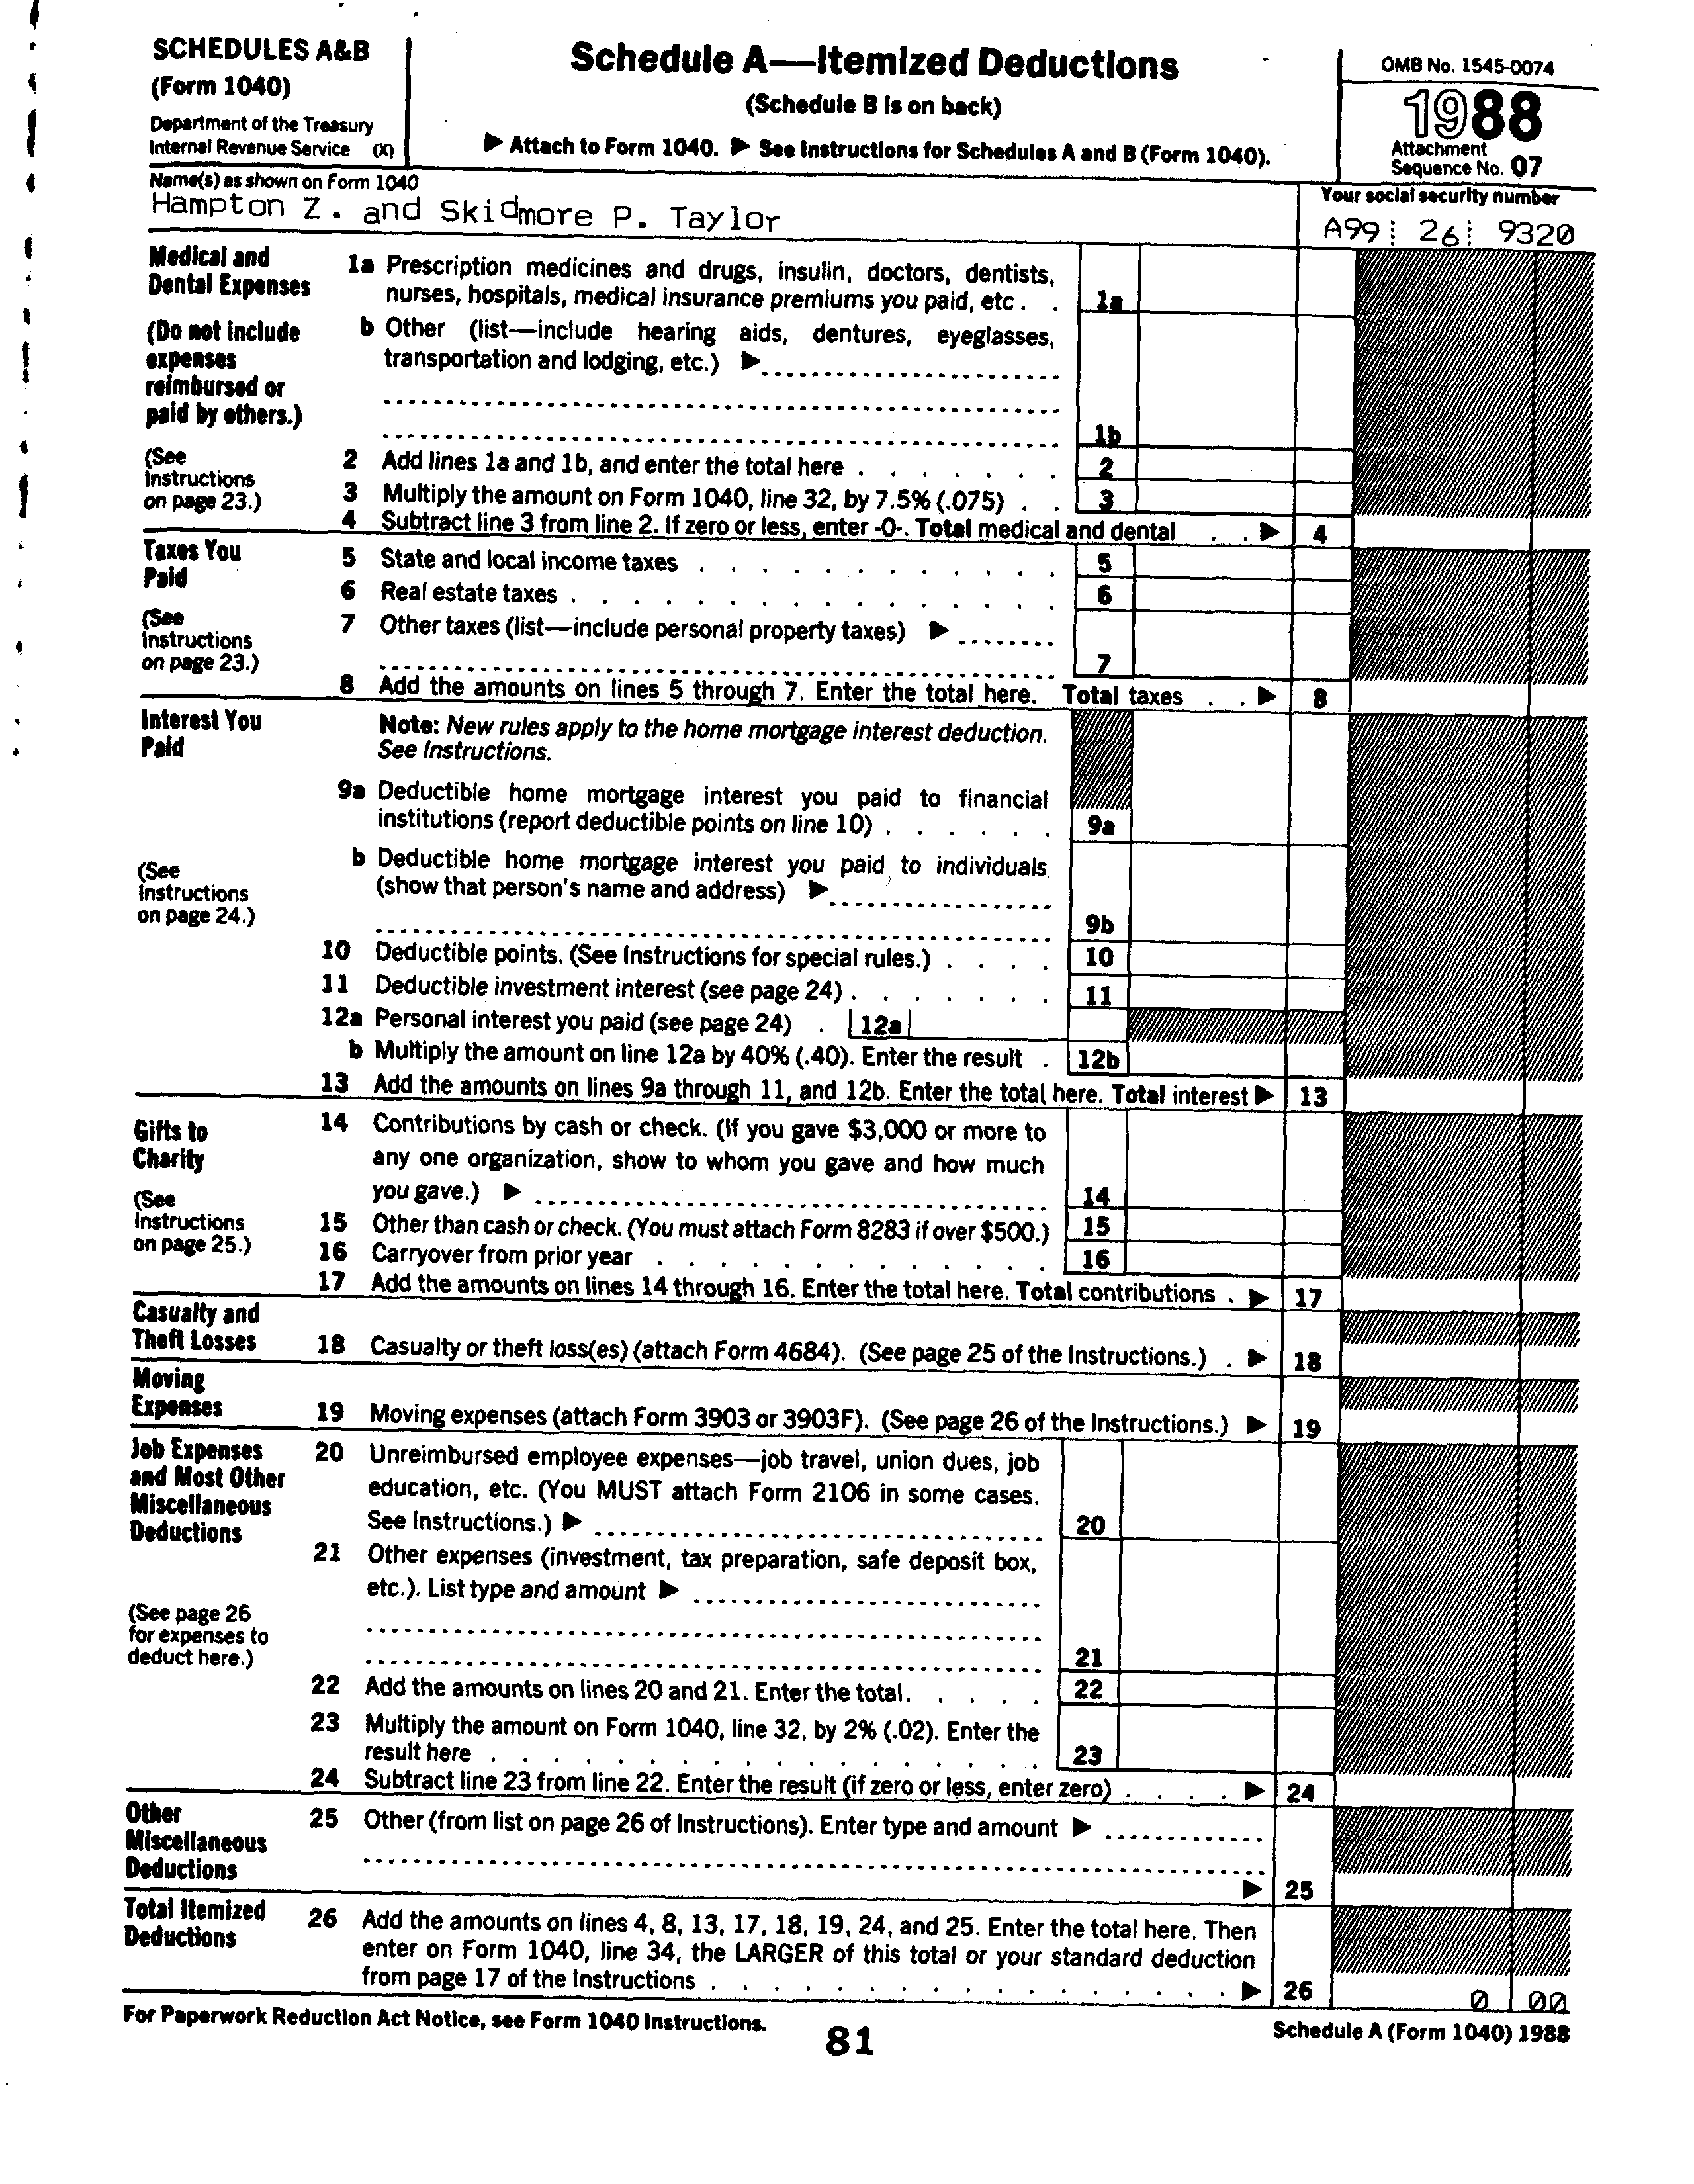 SCHEDULES A&B
(Form 1040)
Department of the Treasury
Internal Revenue Service (X)
Schedule A—Itemized Deductions
(Schedule B is on back)
▶ Attach to Form 1040. ▶ See Instructions for Schedules A and B (Form 1040).
OMB No. 1545-0074
1988
Attachment
Sequence No. 07
Name(s) as shown on Form 1040
Hampton Z. and Skidmore P. Taylor
Your social security number
A99 26 9320
Medical and
Dental Expenses
(Do not include
expenses
reimbursed or
paid by others.)
(See
Instructions
on page 23.)
1a Prescription medicines and drugs, insulin, doctors, dentists,
nurses, hospitals, medical insurance premiums you paid, etc . . 1a
b Other (list—include hearing aids, dentures, eyeglasses,
transportation and lodging, etc.) ▶
1b
2 Add lines 1a and 1b, and enter the total here . . . . . . . 2
3 Multiply the amount on Form 1040, line 32, by 7.5% (.075) . . 3
4 Subtract line 3 from line 2. If zero or less, enter -0-. Total medical and dental . . ▶ 4
Taxes You
Paid
(See
Instructions
on page 23.)
5 State and local income taxes . . . . . . . . . . . . 5
6 Real estate taxes . . . . . . . . . . . . . . . . 6
7 Other taxes (list—include personal property taxes) ▶
7
8 Add the amounts on lines 5 through 7. Enter the total here. Total taxes . . ▶ 8
Interest You
Paid
(See
Instructions
on page 24.)
Note: New rules apply to the home mortgage interest deduction.
See Instructions.
9a Deductible home mortgage interest you paid to financial
institutions (report deductible points on line 10) . . . . . . 9a
b Deductible home mortgage interest you paid to individuals
(show that person's name and address) ▶
9b
10 Deductible points. (See Instructions for special rules.) . . . . 10
11 Deductible investment interest (see page 24) . . . . . . . 11
12a Personal interest you paid (see page 24) . 12a
b Multiply the amount on line 12a by 40% (.40). Enter the result . 12b
13 Add the amounts on lines 9a through 11, and 12b. Enter the total here. Total interest ▶ 13
Gifts to
Charity
(See
Instructions
on page 25.)
14 Contributions by cash or check. (If you gave $3,000 or more to
any one organization, show to whom you gave and how much
you gave.) ▶ 14
15 Other than cash or check. (You must attach Form 8283 if over $500.) 15
16 Carryover from prior year . . . . . . . . . . . . . 16
17 Add the amounts on lines 14 through 16. Enter the total here. Total contributions . ▶ 17
Casualty and
Theft Losses
18 Casualty or theft loss(es) (attach Form 4684). (See page 25 of the Instructions.) . ▶ 18
Moving
Expenses
19 Moving expenses (attach Form 3903 or 3903F). (See page 26 of the Instructions.) ▶ 19
Job Expenses
and Most Other
Miscellaneous
Deductions
(See page 26
for expenses to
deduct here.)
20 Unreimbursed employee expenses—job travel, union dues, job
education, etc. (You MUST attach Form 2106 in some cases.
See Instructions.) ▶ 20
21 Other expenses (investment, tax preparation, safe deposit box,
etc.). List type and amount ▶
21
22 Add the amounts on lines 20 and 21. Enter the total. . . . . 22
23 Multiply the amount on Form 1040, line 32, by 2% (.02). Enter the
result here . . . . . . . . . . . . . . . . . . 23
24 Subtract line 23 from line 22. Enter the result (if zero or less, enter zero) . . . . ▶ 24
Other
Miscellaneous
Deductions
25 Other (from list on page 26 of Instructions). Enter type and amount ▶
▶ 25
Total Itemized
Deductions
26 Add the amounts on lines 4, 8, 13, 17, 18, 19, 24, and 25. Enter the total here. Then
enter on Form 1040, line 34, the LARGER of this total or your standard deduction
from page 17 of the Instructions . . . . . . . . . . . . . . . . . ▶ 26 0 00
For Paperwork Reduction Act Notice, see Form 1040 Instructions.
81
Schedule A (Form 1040) 1988